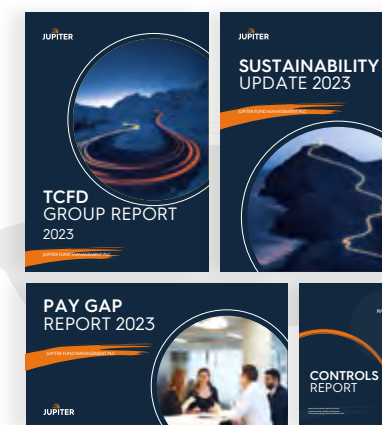 JUPITER
TCFD
GROUP REPORT
2023
JUPITER FUND MANAGEMENT PLC
JUPITER
SUSTAINABILITY
UPDATE 2023
JUPITER FUND MANAGEMENT PLC
PAY GAP
REPORT 2023
JUPITER FUND MANAGEMENT PLC
JUPITER
CONTROLS
REPORT